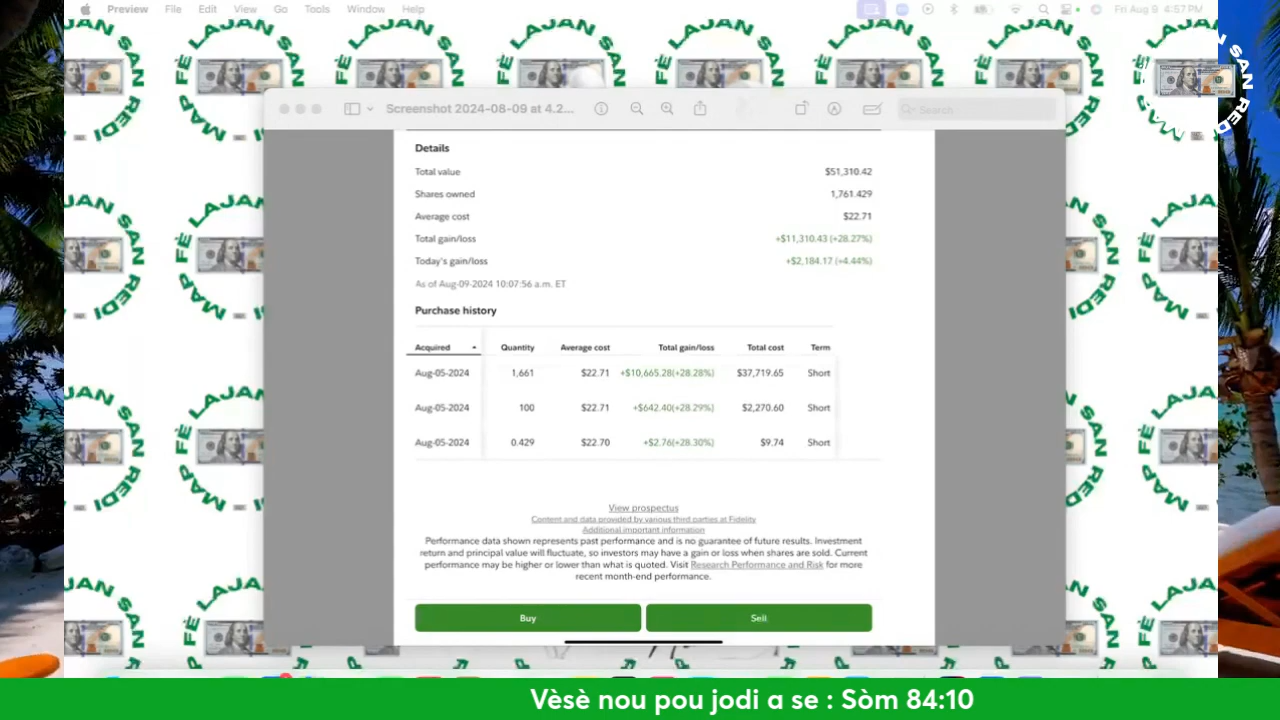 Preview File Edit View Go Tools Window Help Fri Aug 9 4:57 PM
Screenshot 2024-08-09 at 4.2... Search
Details
Total value $51,310.42
Shares owned 1,761.429
Average cost $22.71
Total gain/loss +$11,310.43 (+28.27%)
Today's gain/loss +$2,184.17 (+4.44%)
As of Aug-09-2024 10:07:56 a.m. ET
Purchase history
Acquired Quantity Average cost Total gain/loss Total cost Term
Aug-05-2024 1,661 $22.71 +$10,665.28(+28.28%) $37,719.65 Short
Aug-05-2024 100 $22.71 +$642.40(+28.29%) $2,270.60 Short
Aug-05-2024 0.429 $22.70 +$2.76(+28.30%) $9.74 Short
View prospectus
Content and data provided by various third parties at Fidelity
Additional important information
Performance data shown represents past performance and is no guarantee of future results. Investment
return and principal value will fluctuate, so investors may have a gain or loss when shares are sold. Current
performance may be higher or lower than what is quoted. Visit Research Performance and Risk for more
recent month-end performance.
Buy Sell
MAP FÈ LAJAN SAN REDI
Vèsè nou pou jodi a se : Sòm 84:10